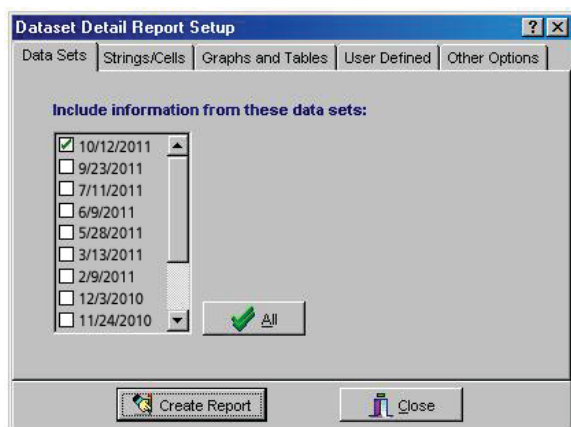 Dataset Detail Report Setup
Data Sets Strings/Cells Graphs and Tables User Defined Other Options
Include information from these data sets:
10/12/2011
9/23/2011
7/11/2011
6/9/2011
5/28/2011
3/13/2011
2/9/2011
12/3/2010
11/24/2010
All
Create Report Close